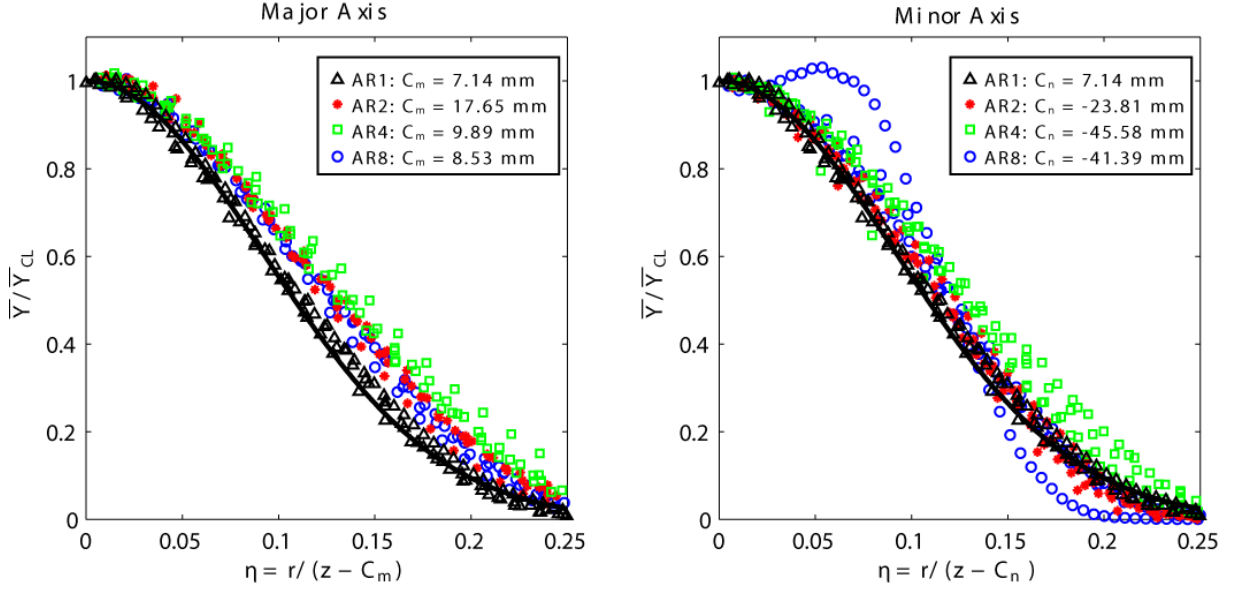 Major Axis
AR1: Cₘ = 7.14 mm
AR2: Cₘ = 17.65 mm
AR4: Cₘ = 9.89 mm
AR8: Cₘ = 8.53 mm
1
0.8
0.6
0.4
0.2
0
Y̅/Y̅_CL
0 0.05 0.1 0.15 0.2 0.25
η = r/ (z − Cₘ)
Minor Axis
AR1: Cₙ = 7.14 mm
AR2: Cₙ = -23.81 mm
AR4: Cₙ = -45.58 mm
AR8: Cₙ = -41.39 mm
1
0.8
0.6
0.4
0.2
0
Y̅/Y̅_CL
0 0.05 0.1 0.15 0.2 0.25
η = r/ (z − Cₙ)